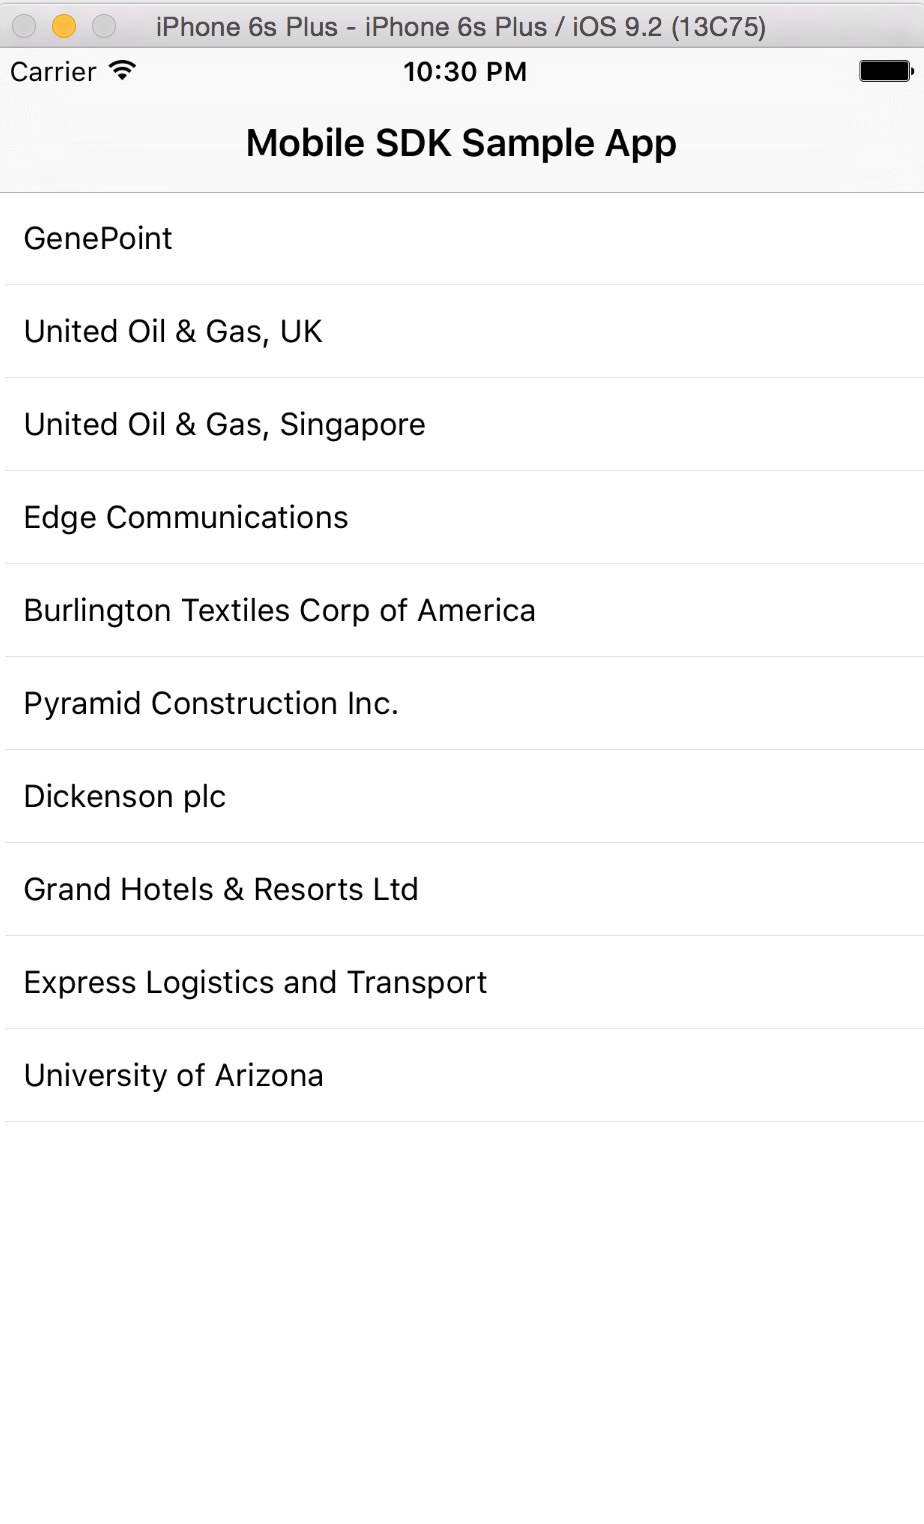 iPhone 6s Plus - iPhone 6s Plus / iOS 9.2 (13C75)
Carrier 10:30 PM
Mobile SDK Sample App
GenePoint
United Oil & Gas, UK
United Oil & Gas, Singapore
Edge Communications
Burlington Textiles Corp of America
Pyramid Construction Inc.
Dickenson plc
Grand Hotels & Resorts Ltd
Express Logistics and Transport
University of Arizona